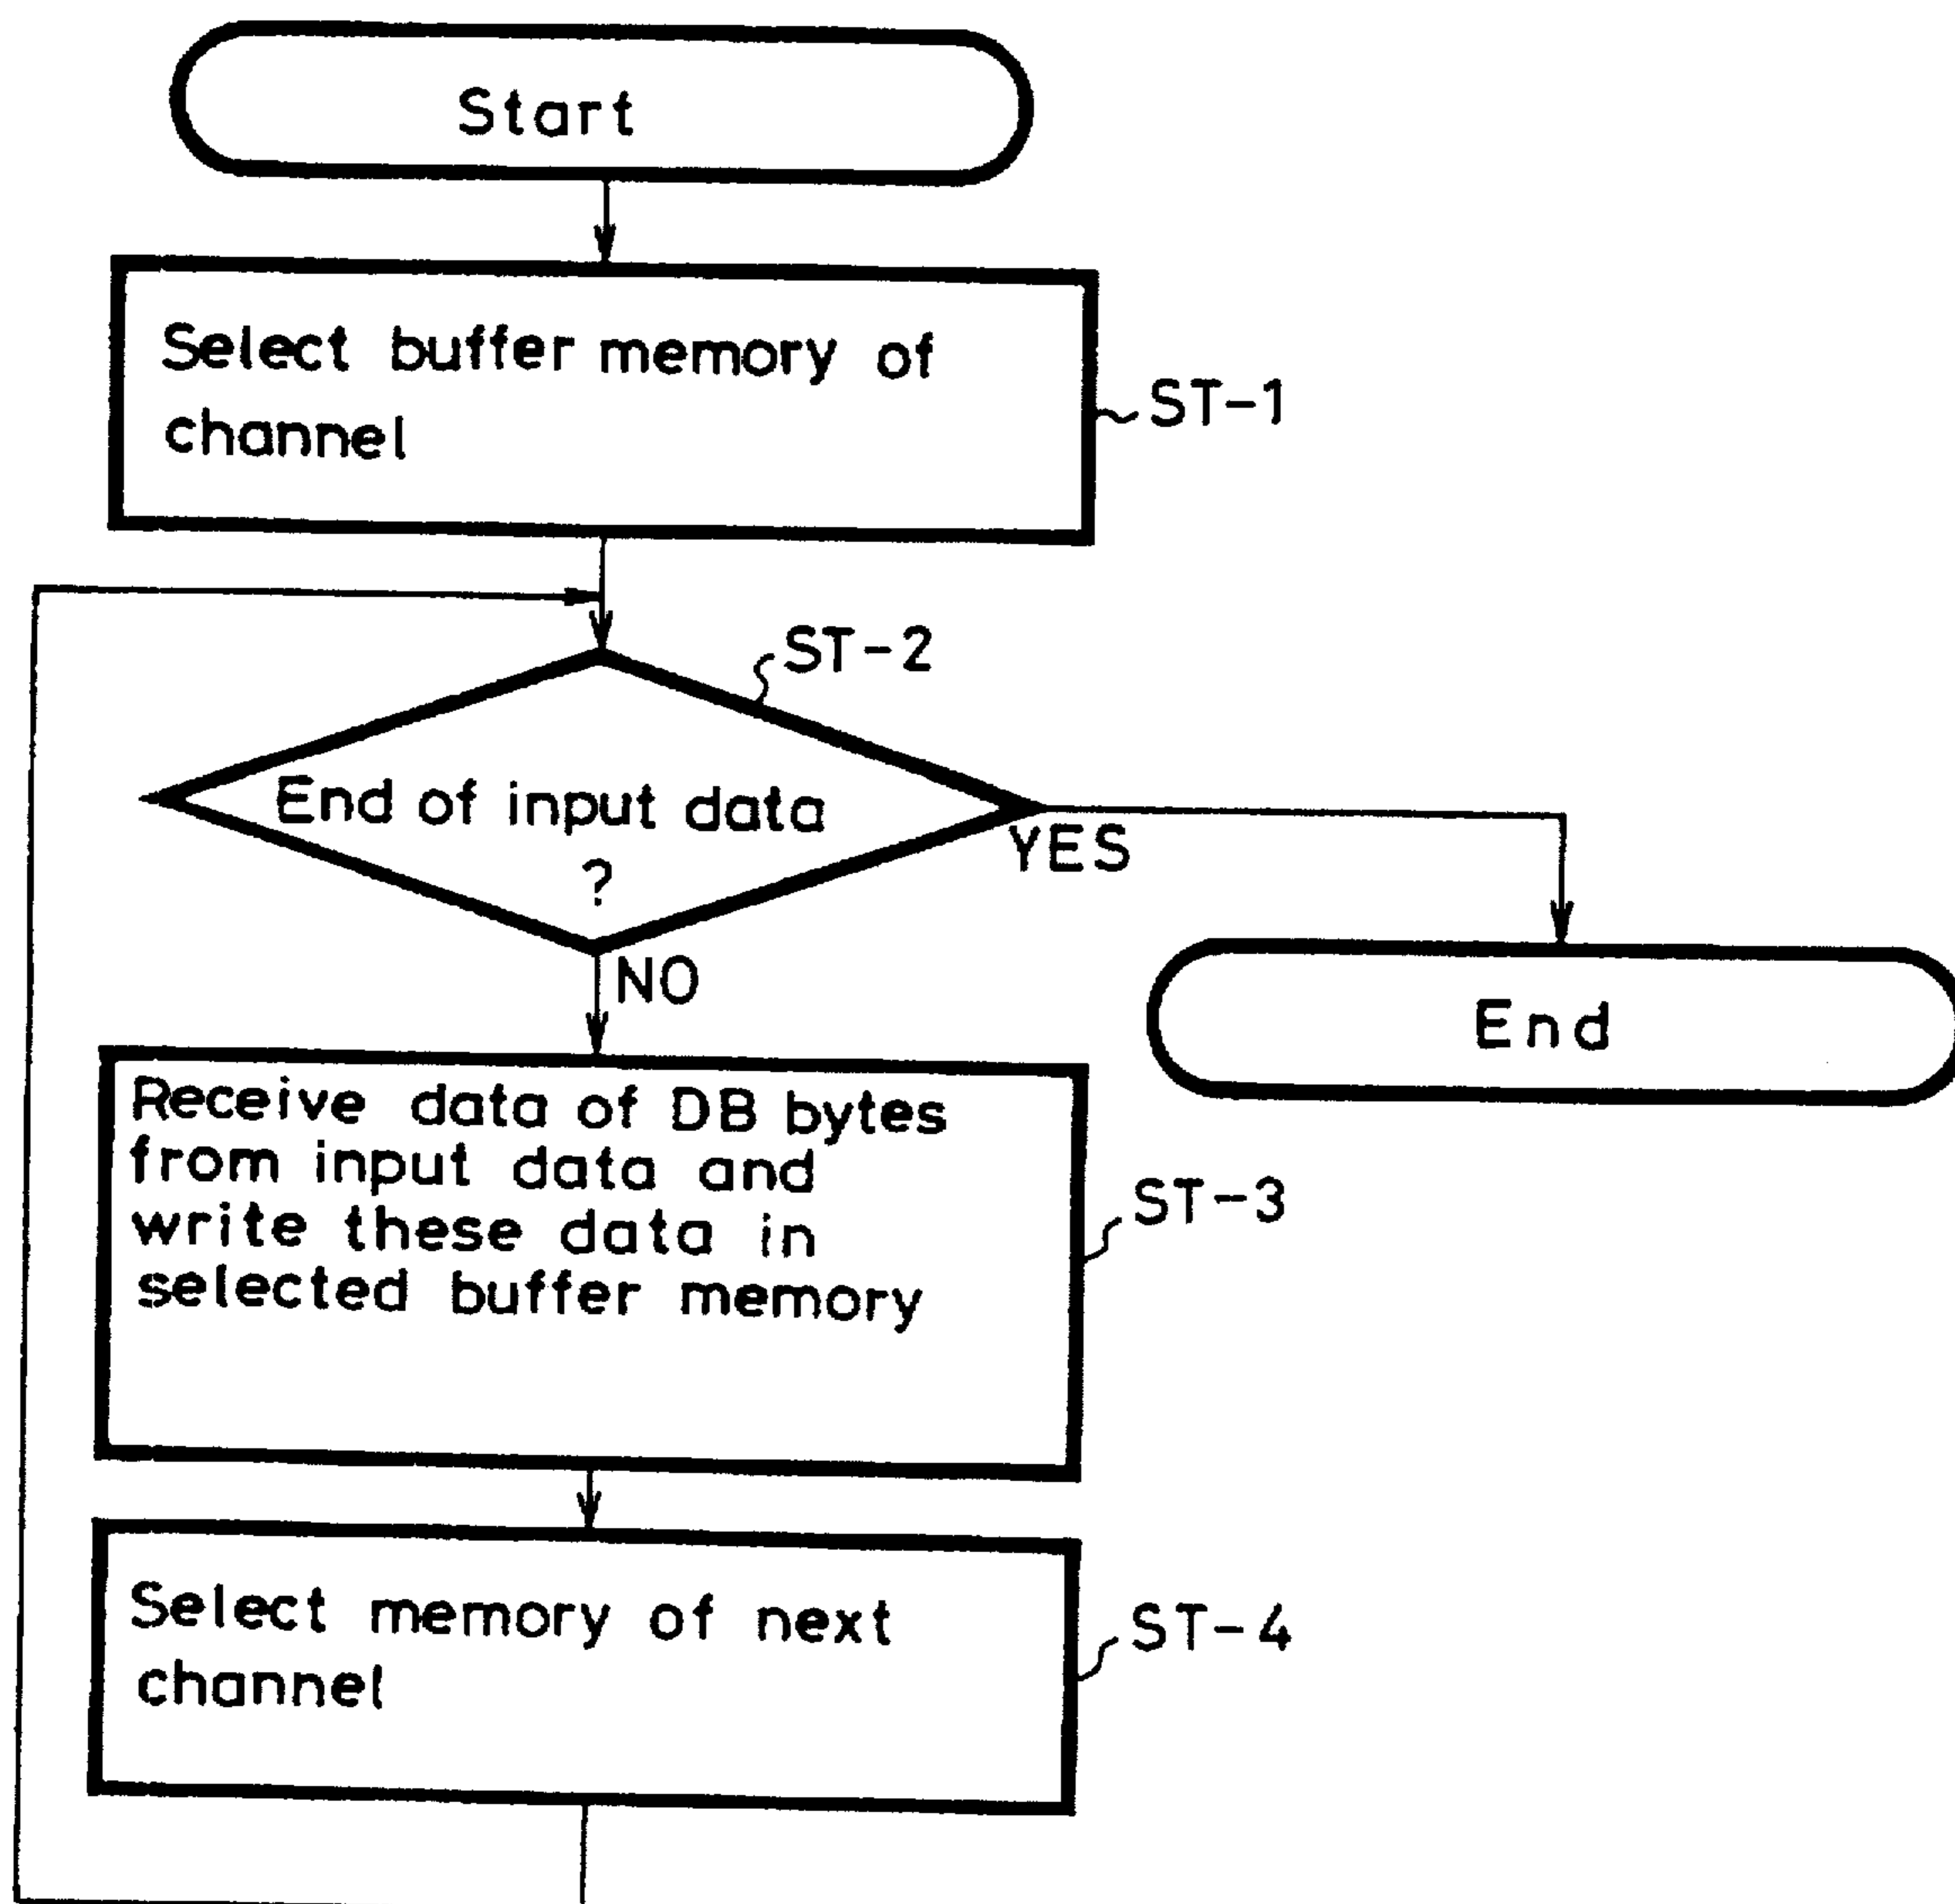 Start
Select buffer memory of
channel
ST-1
ST-2
End of input data
?
YES
NO
End
Receive data of DB bytes
from input data and
write these data in
selected buffer memory
ST-3
Select memory of next
channel
ST-4